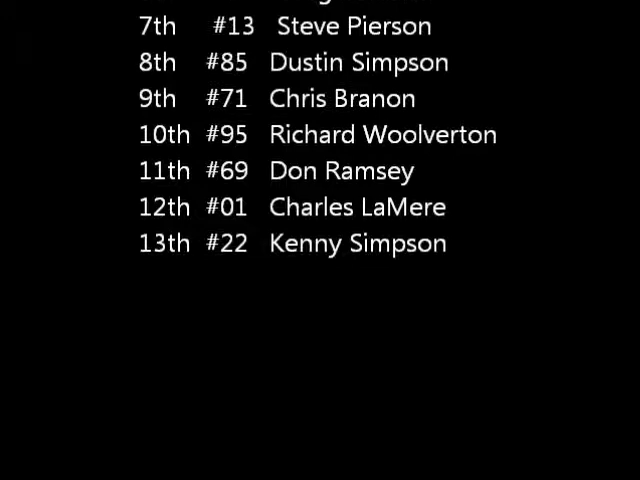 7th #13 Steve Pierson
8th #85 Dustin Simpson
9th #71 Chris Branon
10th #95 Richard Woolverton
11th #69 Don Ramsey
12th #01 Charles LaMere
13th #22 Kenny Simpson